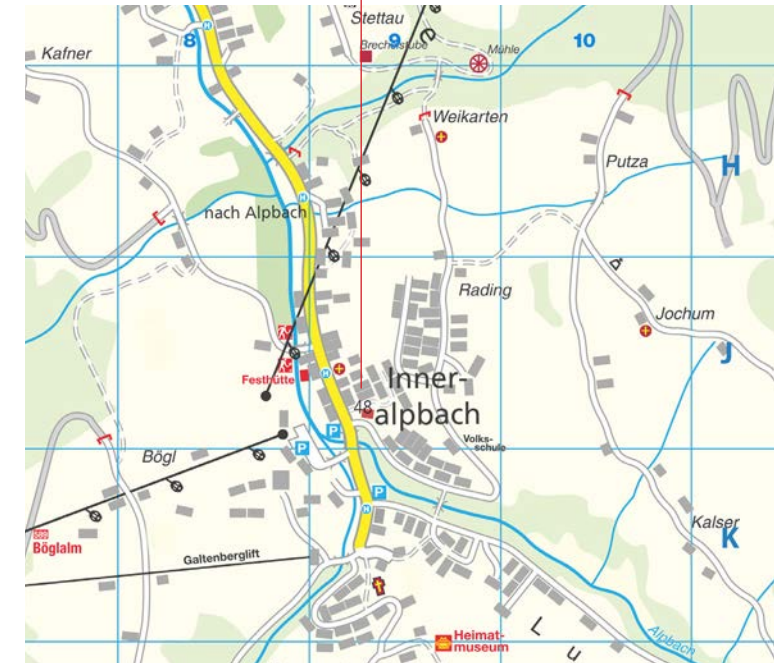 Stettau
8
9
10
Kafner
Brechelstube
Mühle
H
Weikarten
Putza
H
H
nach Alpbach
Rading
Jochum
J
Festhütte
H
Inner-
alpbach
48
Bögl
P
P
Volks-
schule
P
H
Kalser
K
Böglalm
Galtenberglift
Heimat-
museum
L u
Alpbach